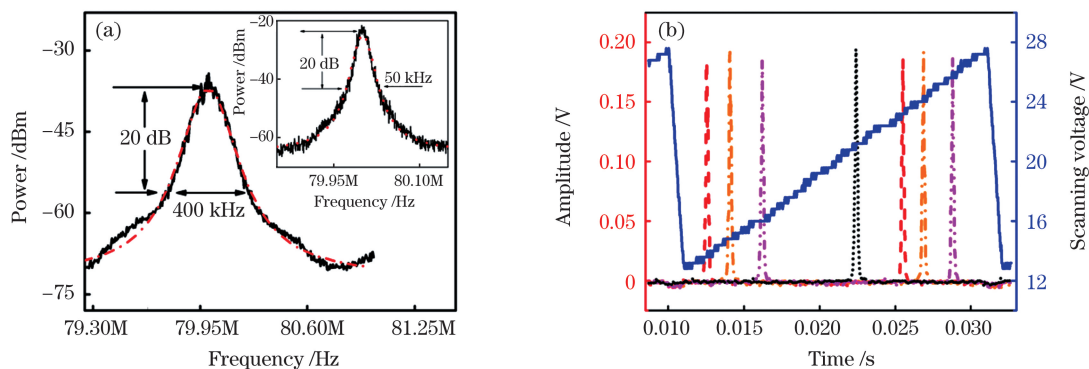 (a)
Power /dBm
−30
−45
−60
−75
79.30M
79.95M
80.60M
81.25M
Frequency /Hz
20 dB
400 kHz
Power /dBm
−20
−40
−60
79.95M
80.10M
Frequency /Hz
20 dB
50 kHz
(b)
Amplitude /V
0.20
0.15
0.10
0.05
0
0.010
0.015
0.020
0.025
0.030
Time /s
28
24
20
16
12
Scanning voltage /V